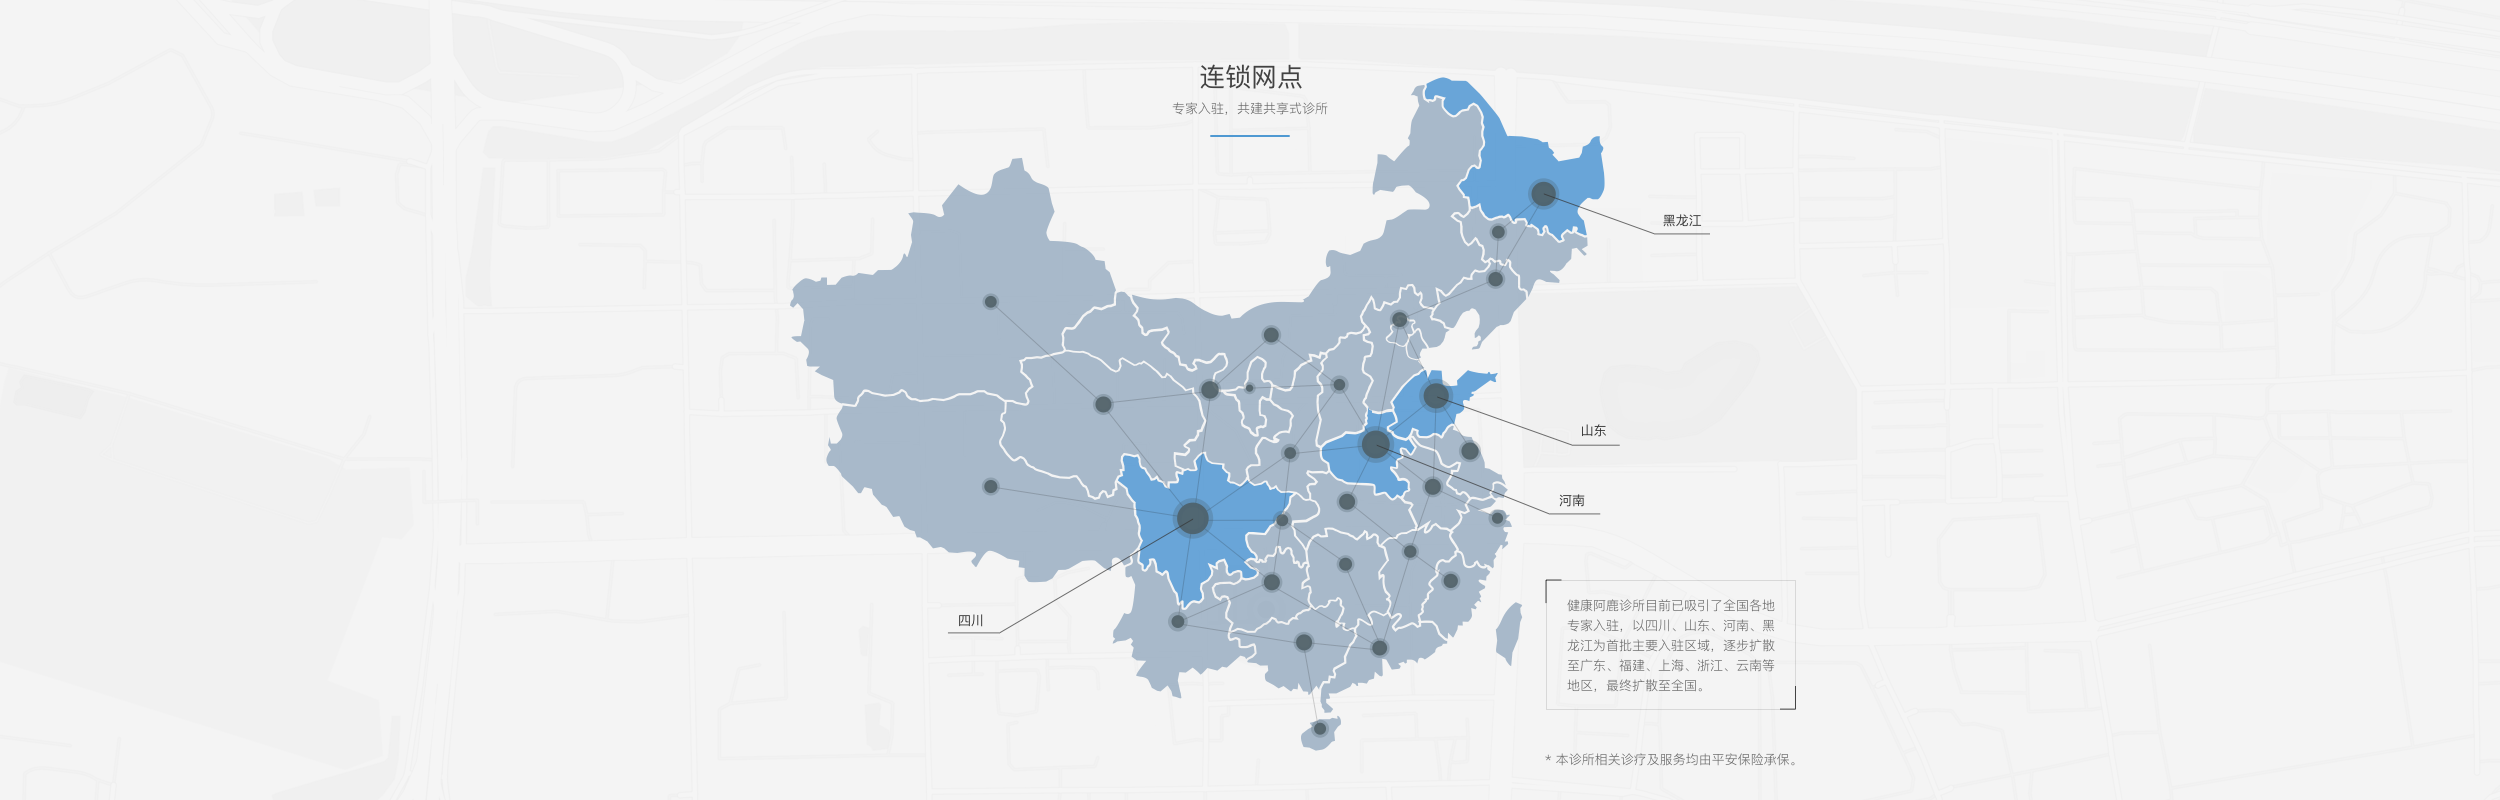 连锁网点
专家入驻，共建共享式诊所
黑龙江
山东
河南
四川
健康阿鹿诊所目前已吸引了全国各地
专家入驻，以四川、山东、河南、黑
龙江为首批主要入驻区域，逐步扩散
至广东、福建、上海、浙江、云南等
地区，最终扩散至全国。
* 本诊所相关诊疗及服务均由平安保险承保。